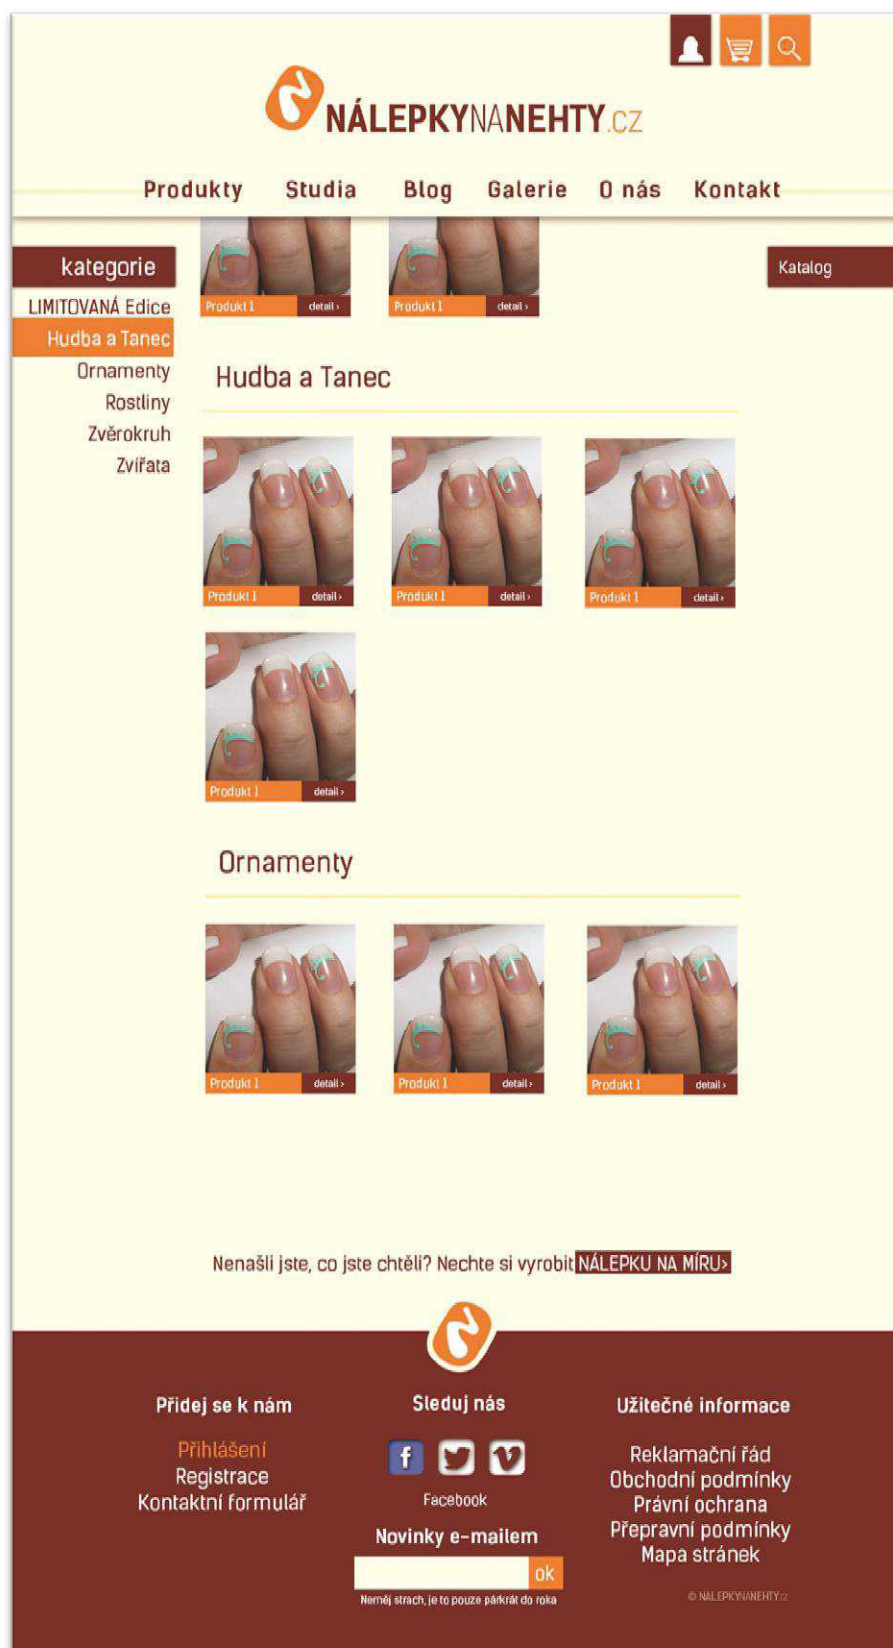 NÁLEPKYNANEHTY.CZ
Produkty Studia Blog Galerie O nás Kontakt
kategorie
LIMITOVANÁ Edice
Hudba a Tanec
Ornamenty
Rostliny
Zvěrokruh
Zvířata
Katalog
Produkt 1 detail ›
Produkt 1 detail ›
Hudba a Tanec
Produkt 1 detail ›
Produkt 1 detail ›
Produkt 1 detail ›
Produkt 1 detail ›
Ornamenty
Produkt 1 detail ›
Produkt 1 detail ›
Produkt 1 detail ›
Nenašli jste, co jste chtěli? Nechte si vyrobit NÁLEPKU NA MÍRU›
Přidej se k nám
Přihlášení
Registrace
Kontaktní formulář
Sleduj nás
f
Facebook
Novinky e-mailem
ok
Neměj strach, je to pouze párkrát do roka
Užitečné informace
Reklamační řád
Obchodní podmínky
Právní ochrana
Přepravní podmínky
Mapa stránek
© NALEPKYNANEHTY.cz